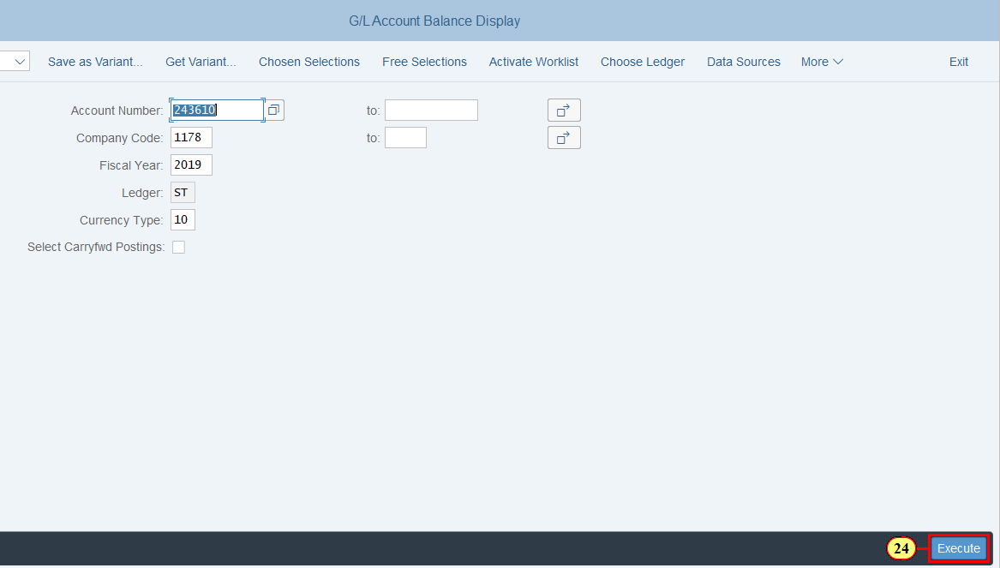 G/L Account Balance Display
Save as Variant... Get Variant... Chosen Selections Free Selections Activate Worklist Choose Ledger Data Sources More Exit
Account Number: 243610 to:
Company Code: 1178 to:
Fiscal Year: 2019
Ledger: ST
Currency Type: 10
Select Carryfwd Postings:
24 Execute